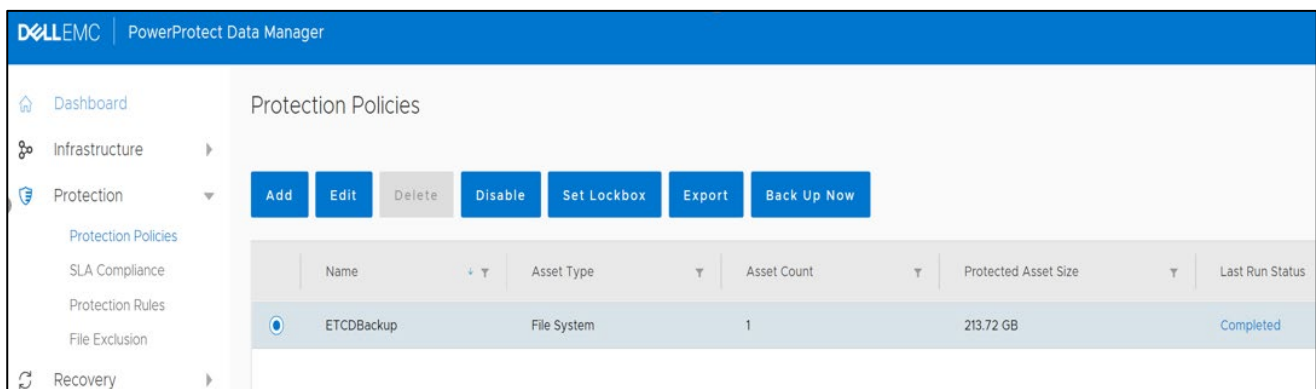 DELLEMC | PowerProtect Data Manager
Dashboard
Infrastructure
Protection
Protection Policies
SLA Compliance
Protection Rules
File Exclusion
Recovery
Protection Policies
Add Edit Delete Disable Set Lockbox Export Back Up Now
Name Asset Type Asset Count Protected Asset Size Last Run Status
ETCDBackup File System 1 213.72 GB Completed